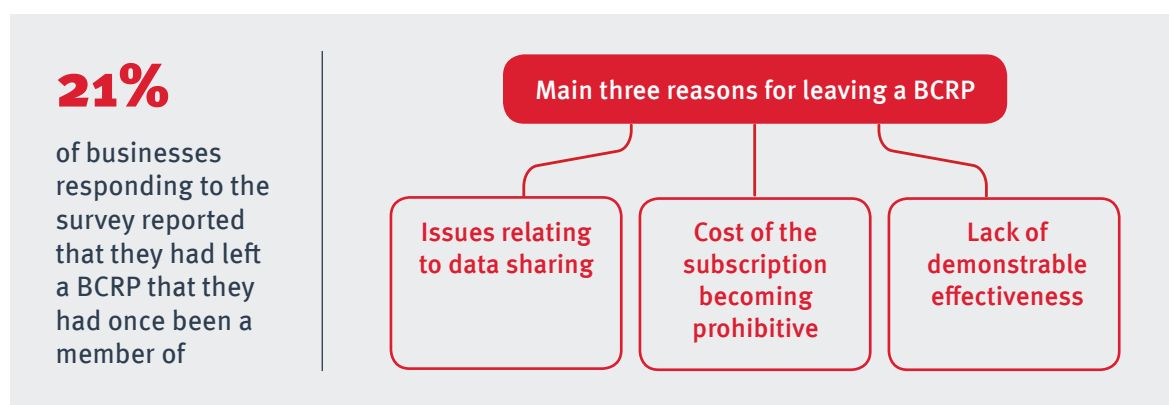 21%
of businesses
responding to the
survey reported
that they had left
a BCRP that they
had once been a
member of
Main three reasons for leaving a BCRP
Issues relating
to data sharing
Cost of the
subscription
becoming
prohibitive
Lack of
demonstrable
effectiveness